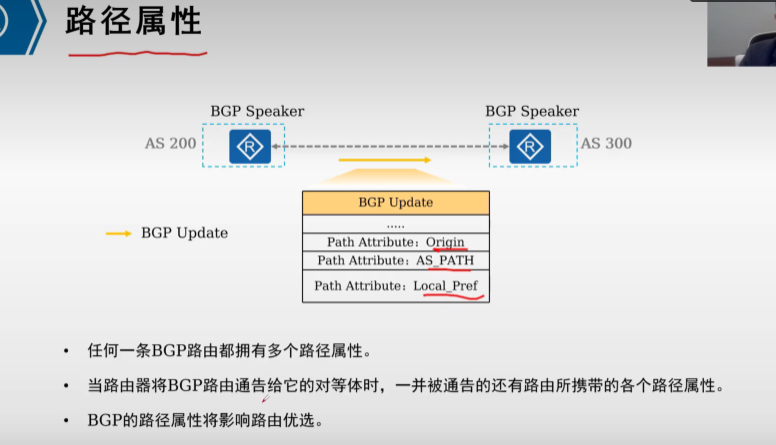 路径属性
BGP Speaker
BGP Speaker
AS 200
R
R
AS 300
BGP Update
BGP Update
.....
Path Attribute：Origin
Path Attribute：AS_PATH
Path Attribute：Local_Pref
• 任何一条BGP路由都拥有多个路径属性。
• 当路由器将BGP路由通告给它的对等体时，一并被通告的还有路由所携带的各个路径属性。
• BGP的路径属性将影响路由优选。